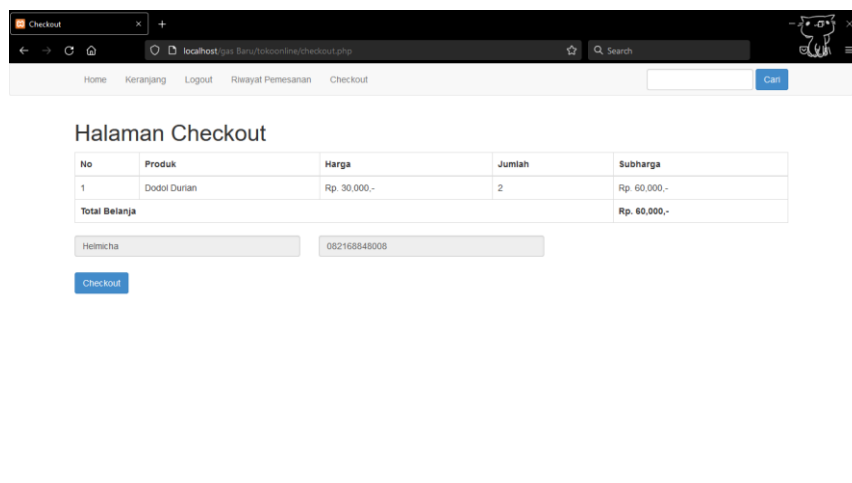 Checkout
localhost/gas Baru/tokoonline/checkout.php
Search
Home Keranjang Logout Riwayat Pemesanan Checkout Cari
Halaman Checkout
No Produk Harga Jumlah Subharga
1 Dodol Durian Rp. 30,000,- 2 Rp. 60,000,-
Total Belanja Rp. 60,000,-
Helmicha 082168848008
Checkout